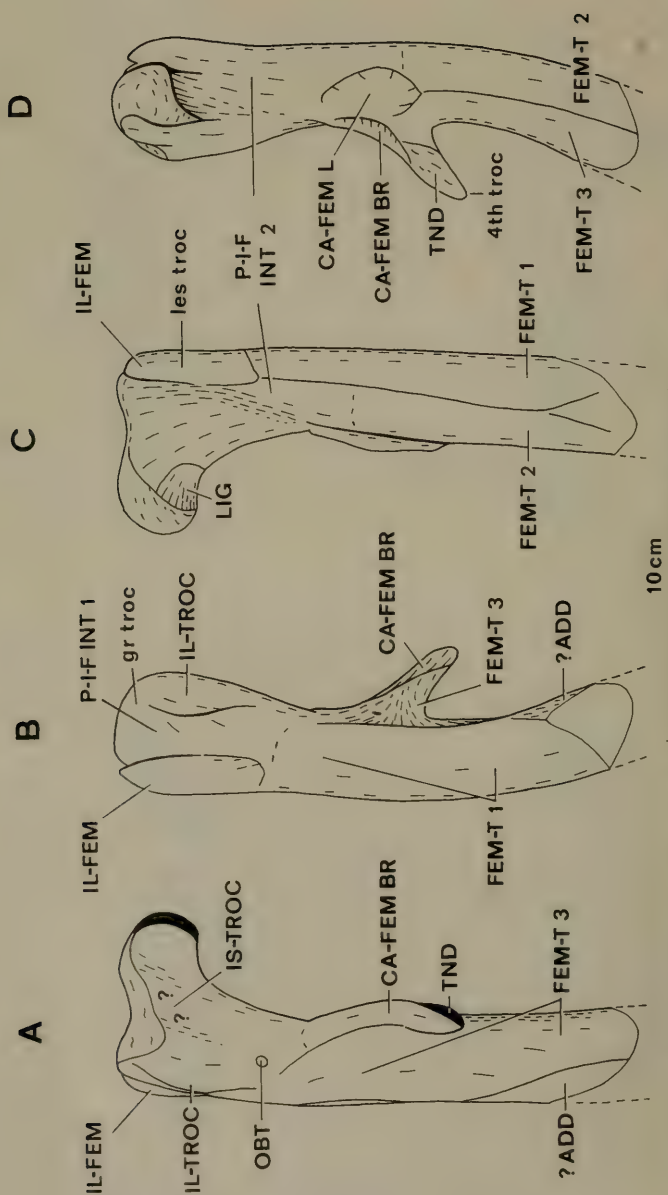 A
IL-FEM
IS-TROC
? ?
IL-TROC
OBT
CA-FEM BR
TND
FEM-T 3
?ADD
B
P-I-F INT 1
gr troc
IL-TROC
IL-FEM
CA-FEM BR
FEM-T 3
FEM-T 1
?ADD
C
IL-FEM
les troc
P-I-F
INT 2
LIG
FEM-T 1
FEM-T 2
D
CA-FEM L
CA-FEM BR
TND
4th troc
FEM-T 3
FEM-T 2
10cm